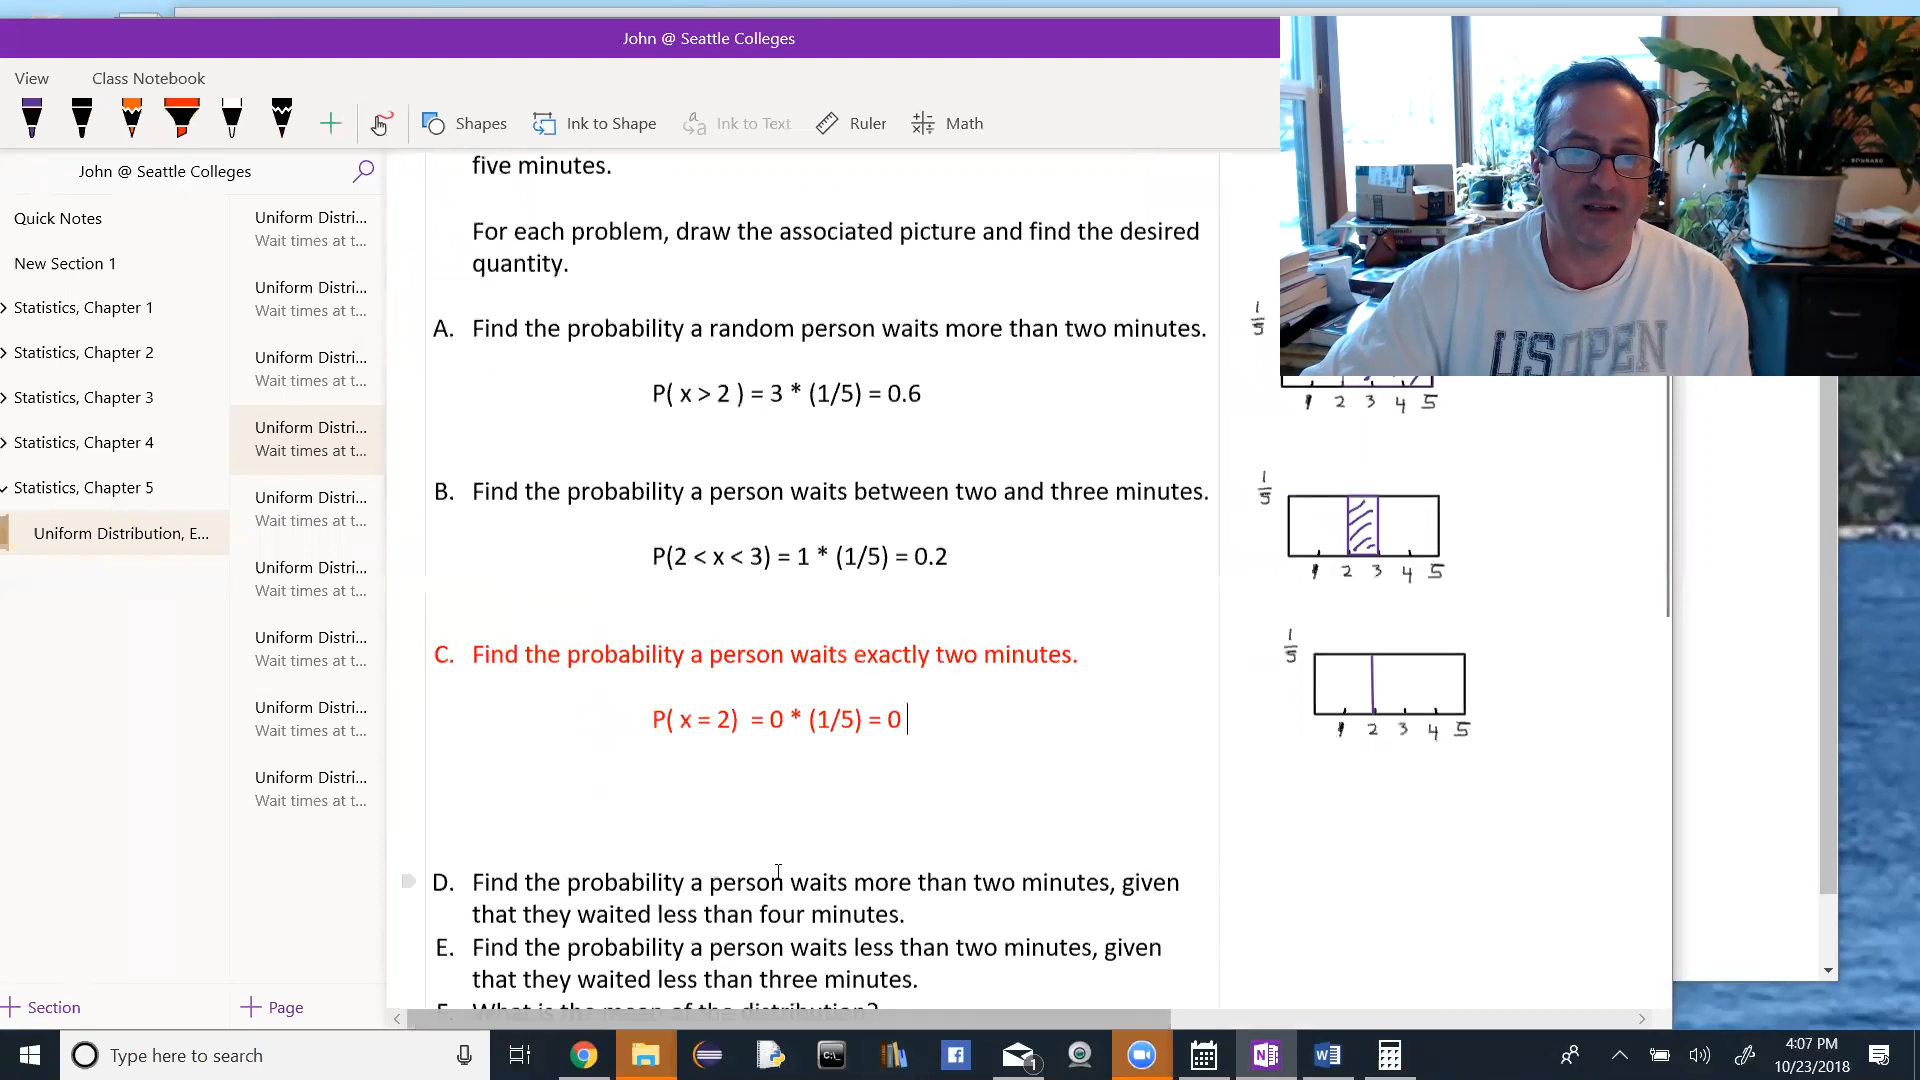 John @ Seattle Colleges
View
Class Notebook
Shapes
Ink to Shape
Ink to Text
Ruler
Math
John @ Seattle Colleges
Quick Notes
New Section 1
Statistics, Chapter 1
Statistics, Chapter 2
Statistics, Chapter 3
Statistics, Chapter 4
Statistics, Chapter 5
Uniform Distribution, E...
Uniform Distri...
Wait times at t...
Uniform Distri...
Wait times at t...
Uniform Distri...
Wait times at t...
Uniform Distri...
Wait times at t...
Uniform Distri...
Wait times at t...
Uniform Distri...
Wait times at t...
Uniform Distri...
Wait times at t...
Uniform Distri...
Wait times at t...
Uniform Distri...
Wait times at t...
Section
Page
five minutes.
For each problem, draw the associated picture and find the desired
quantity.
A. Find the probability a random person waits more than two minutes.
P( x > 2 ) = 3 * (1/5) = 0.6
B. Find the probability a person waits between two and three minutes.
P(2 < x < 3) = 1 * (1/5) = 0.2
C. Find the probability a person waits exactly two minutes.
P( x = 2) = 0 * (1/5) = 0
D. Find the probability a person waits more than two minutes, given
that they waited less than four minutes.
E. Find the probability a person waits less than two minutes, given
that they waited less than three minutes.
F. What is the mean of the distribution?
1/5
1 2 3 4 5
1/5
1 2 3 4 5
1/5
1 2 3 4 5
US OPEN
Type here to search
1
4:07 PM
10/23/2018